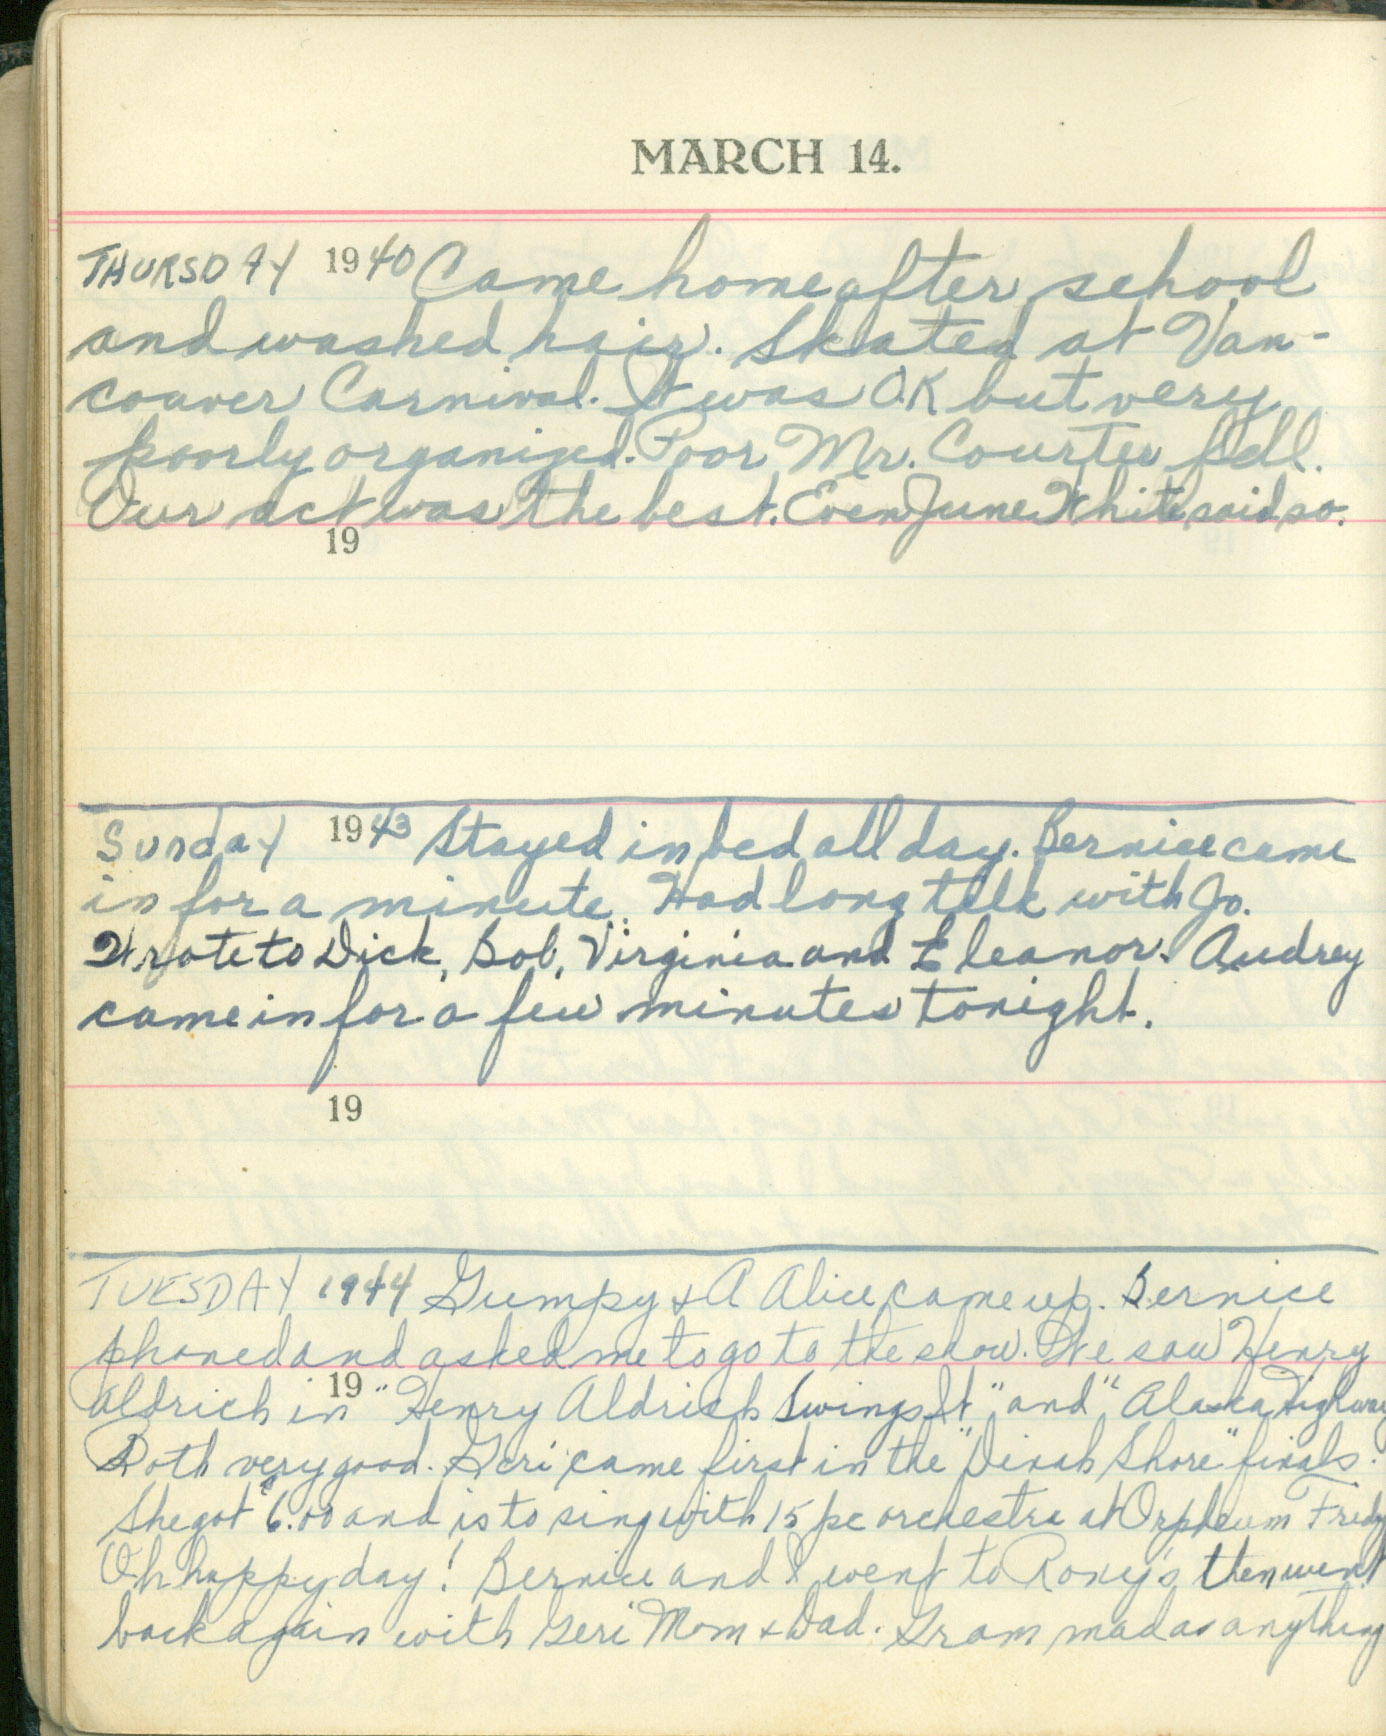 MARCH 14.
THURSDAY 1940 Came home after school
and washed hair. Skated at Van-
couver Carnival. It was OK but very
poorly organized. Poor Mr. Courter fell.
Our act was the best. Even June White said so.
19
Sunday 1943 Stayed in bed all day. Bernice came
in for a minute. Had long talk with Jo.
Wrote to Dick, Bob, Virginia and Eleanor. Audrey
came in for a few minutes tonight.
19
TUESDAY 1944 Gumpy & A Alice came up. Bernice
phoned and asked me to go to the show. We saw Henry
19
Aldrich in "Henry Aldrich Swings It" and "Alaska Highway
Both very good. Geri came first in the "Dinah Shore" finals.
She got $6.00 and is to sing with 15 pc orchestra at Orpheum
Oh happy day! Bernice and I went to Roxy's then went
back again with Geri Mom & Dad. Gram mad as anything